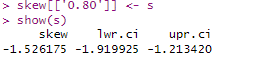 > skew[['0.80']] <- s
> show(s)
     skew    lwr.ci    upr.ci
-1.526175 -1.919925 -1.213420